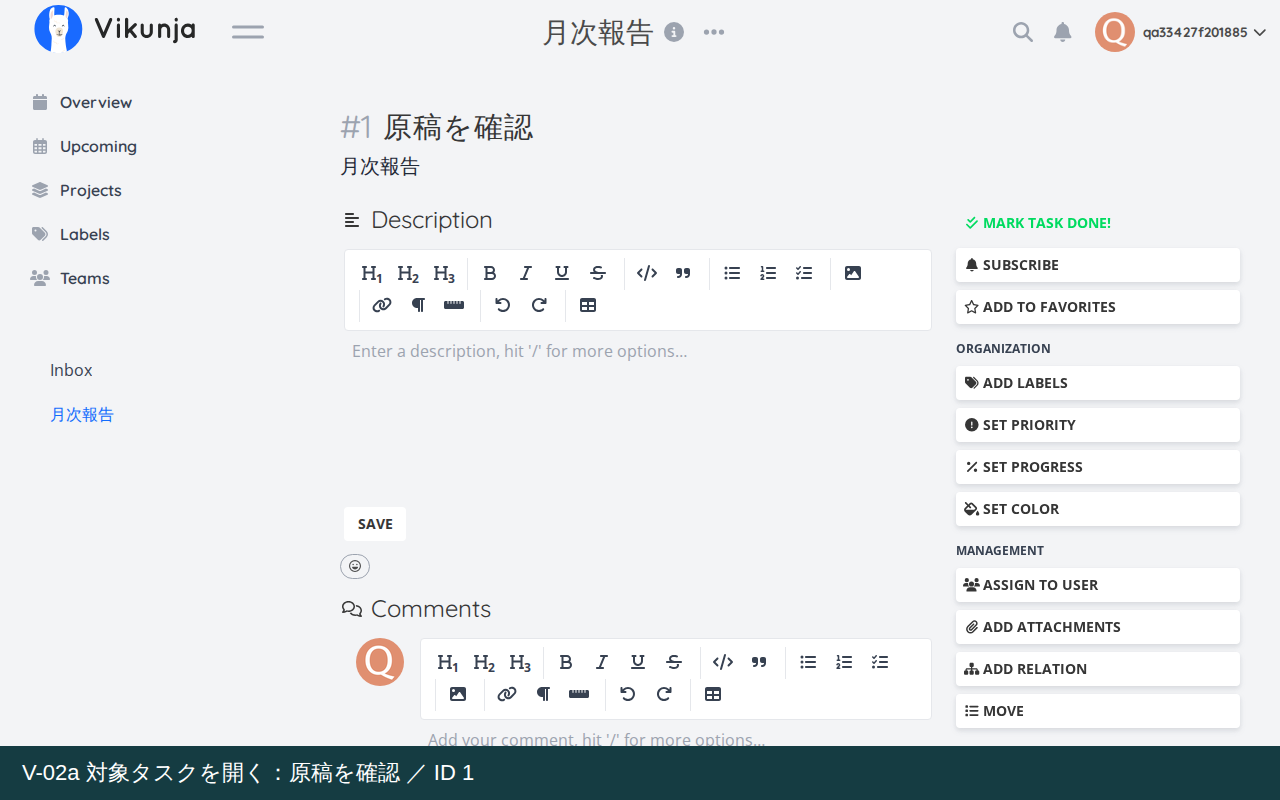 Vikunja
月次報告
qa33427f201885
Overview
Upcoming
Projects
Labels
Teams
Inbox
月次報告
#1 原稿を確認
月次報告
Description
H1 H2 H3 B I U S
Enter a description, hit '/' for more options...
SAVE
Comments
Q
H1 H2 H3 B I U S
Add your comment, hit '/' for more options...
MARK TASK DONE!
SUBSCRIBE
ADD TO FAVORITES
ORGANIZATION
ADD LABELS
SET PRIORITY
SET PROGRESS
SET COLOR
MANAGEMENT
ASSIGN TO USER
ADD ATTACHMENTS
ADD RELATION
MOVE
V-02a 対象タスクを開く：原稿を確認 ／ ID 1